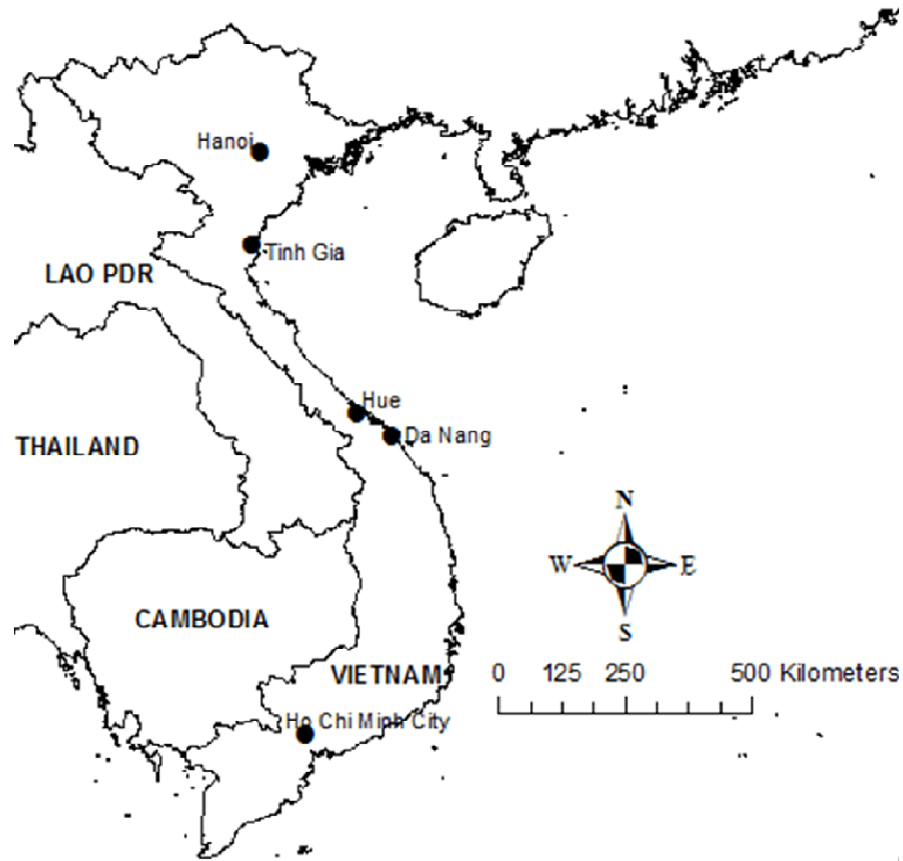 Hanoi
Tinh Gia
LAO PDR
Hue
Da Nang
THAILAND
N
W E
S
CAMBODIA
VIETNAM
0 125 250 500 Kilometers
Ho Chi Minh City